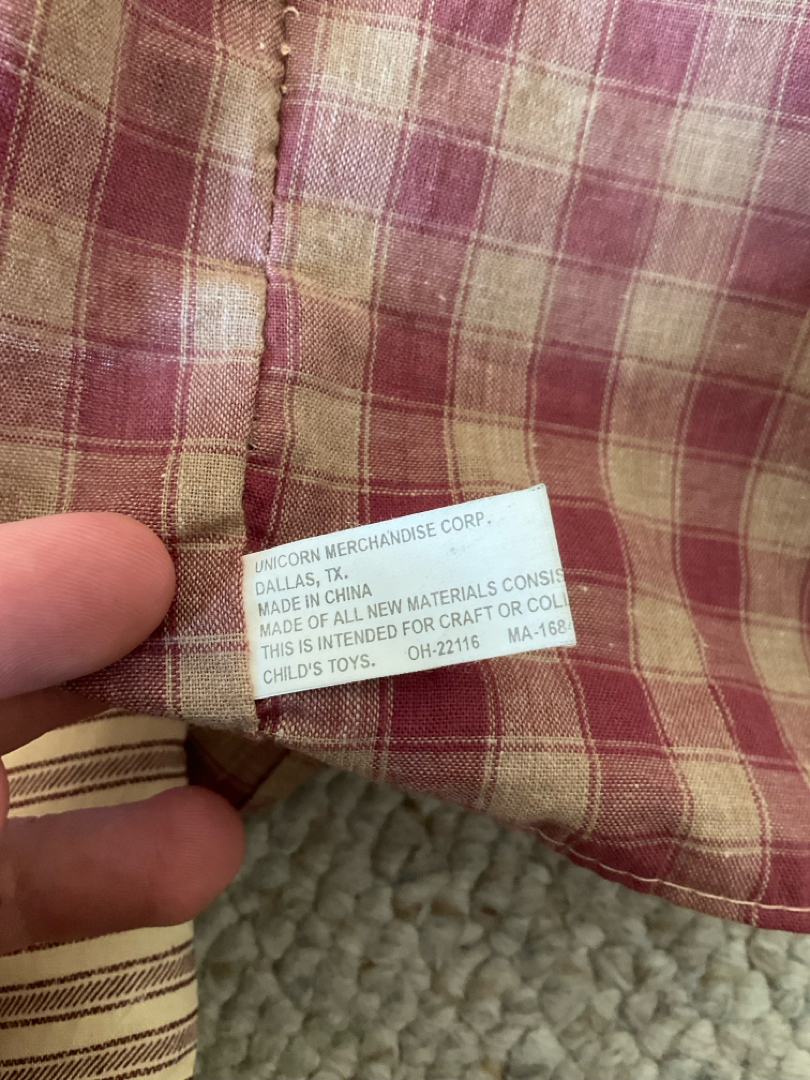 UNICORN MERCHANDISE CORP.
DALLAS, TX.
MADE IN CHINA
MADE OF ALL NEW MATERIALS CONSIS
THIS IS INTENDED FOR CRAFT OR COLL
CHILD'S TOYS. OH-22116 MA-168